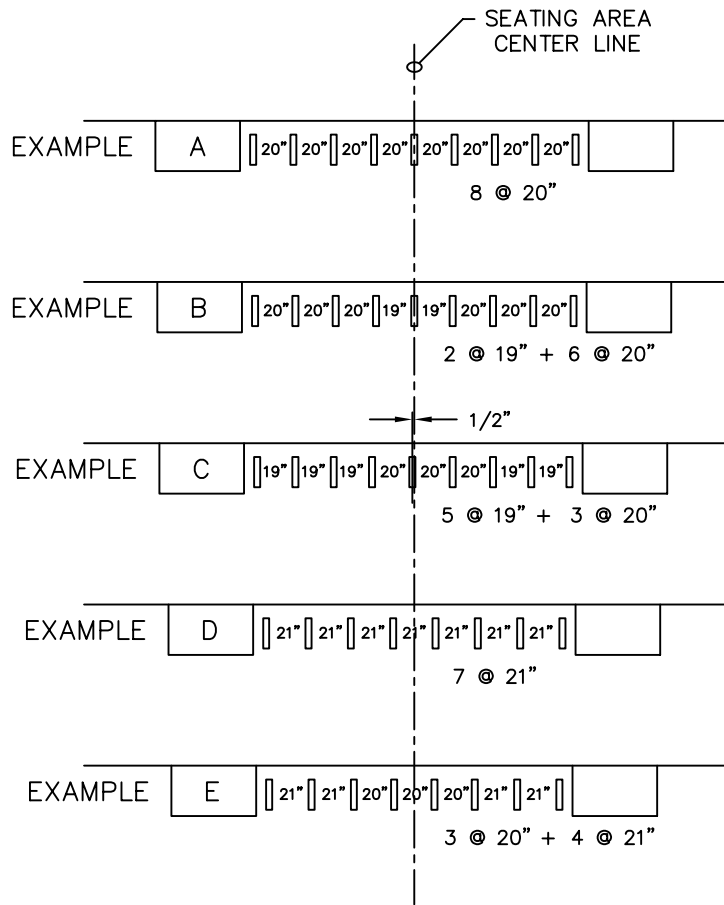 SEATING AREA
CENTER LINE
EXAMPLE A 20” 20” 20” 20” 20” 20” 20” 20”
8 @ 20”
EXAMPLE B 20” 20” 20” 19” 19” 20” 20” 20”
2 @ 19” + 6 @ 20”
1/2”
EXAMPLE C 19” 19” 19” 20” 20” 20” 19” 19”
5 @ 19” + 3 @ 20”
EXAMPLE D 21” 21” 21” 21” 21” 21” 21”
7 @ 21”
EXAMPLE E 21” 21” 20” 20” 20” 21” 21”
3 @ 20” + 4 @ 21”